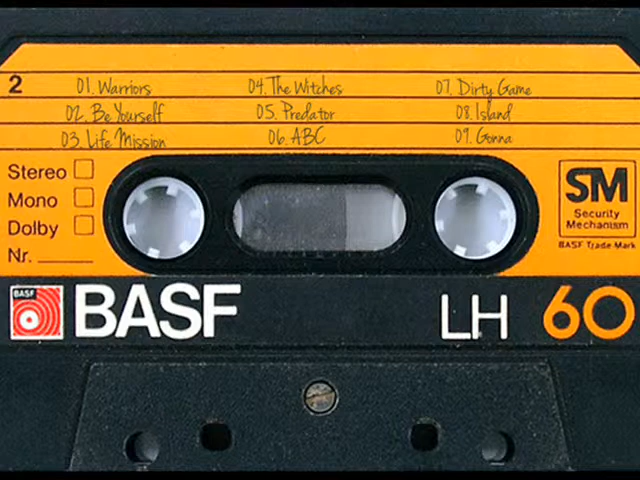 2
01. Warriors 04. The Witches 07. Dirty Game
02. Be Yourself 05. Predator 08. Island
03. Life Mission 06. ABC 09. Gonna
Stereo
Mono
Dolby
Nr.
SM
Security
Mechanism
BASF Trade Mark
BASF
BASF
LH 60